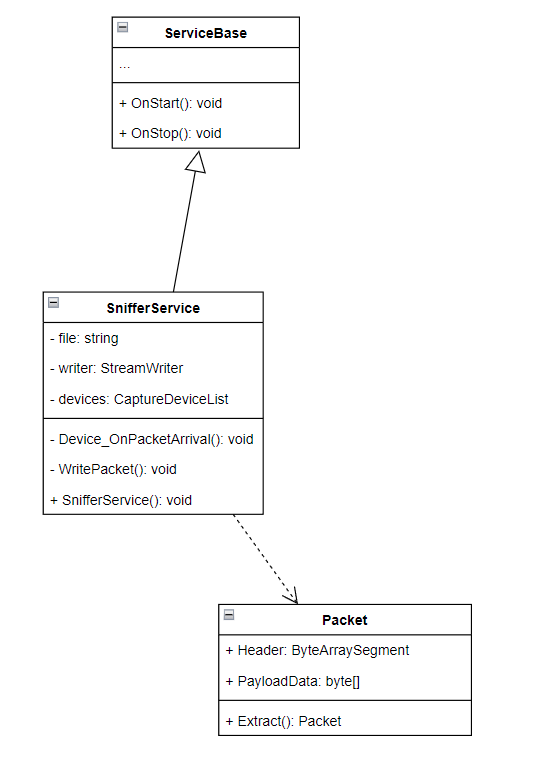 ServiceBase
...
+ OnStart(): void
+ OnStop(): void
SnifferService
- file: string
- writer: StreamWriter
- devices: CaptureDeviceList
- Device_OnPacketArrival(): void
- WritePacket(): void
+ SnifferService(): void
Packet
+ Header: ByteArraySegment
+ PayloadData: byte[]
+ Extract(): Packet